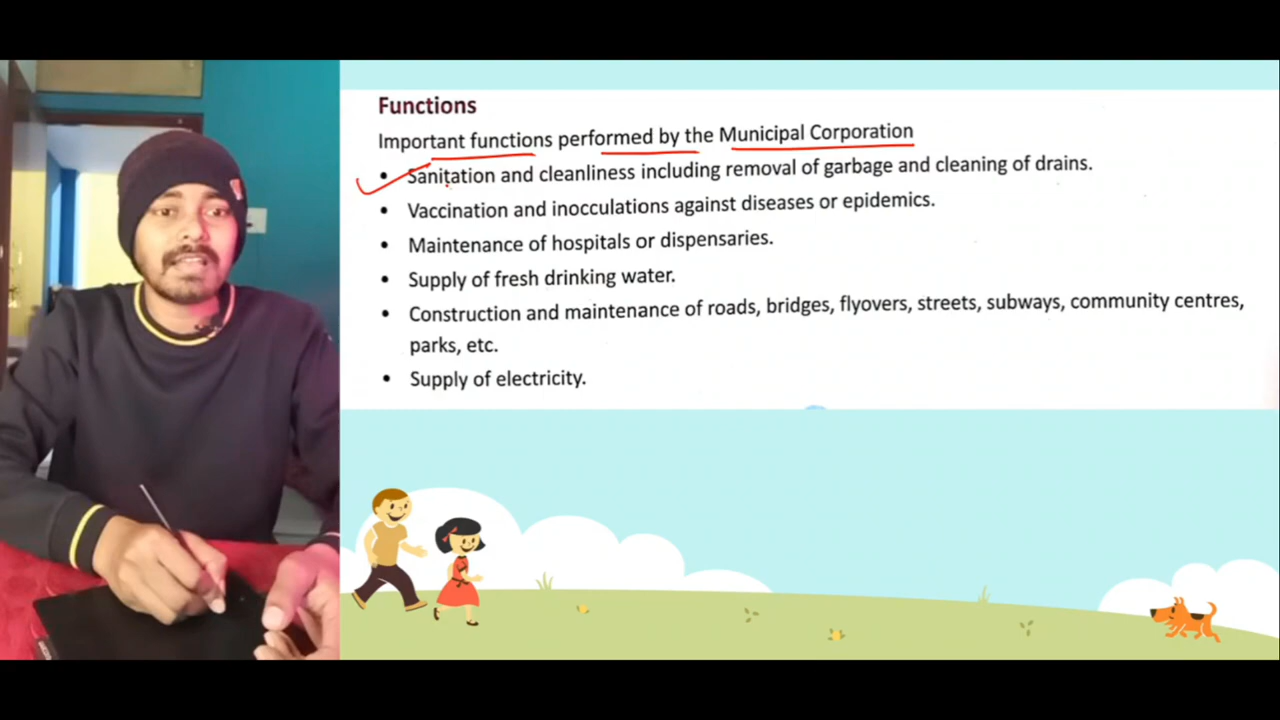 Functions
Important functions performed by the Municipal Corporation
• Sanitation and cleanliness including removal of garbage and cleaning of drains.
• Vaccination and inocculations against diseases or epidemics.
• Maintenance of hospitals or dispensaries.
• Supply of fresh drinking water.
• Construction and maintenance of roads, bridges, flyovers, streets, subways, community centres,
parks, etc.
• Supply of electricity.